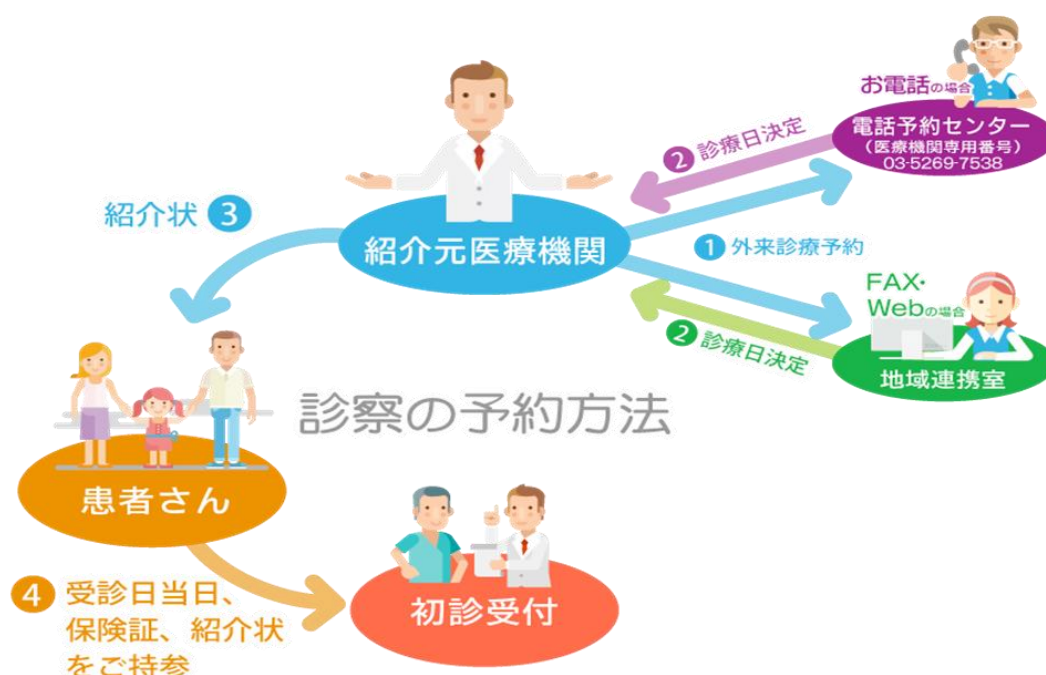 お電話の場合
電話予約センター
(医療機関専用番号)
03-5269-7538
2 診療日決定
紹介状 3
紹介元医療機関
1 外来診療予約
FAX・
Webの場合
2 診療日決定
地域連携室
診察の予約方法
患者さん
初診受付
4 受診日当日、
保険証、紹介状
をご持参